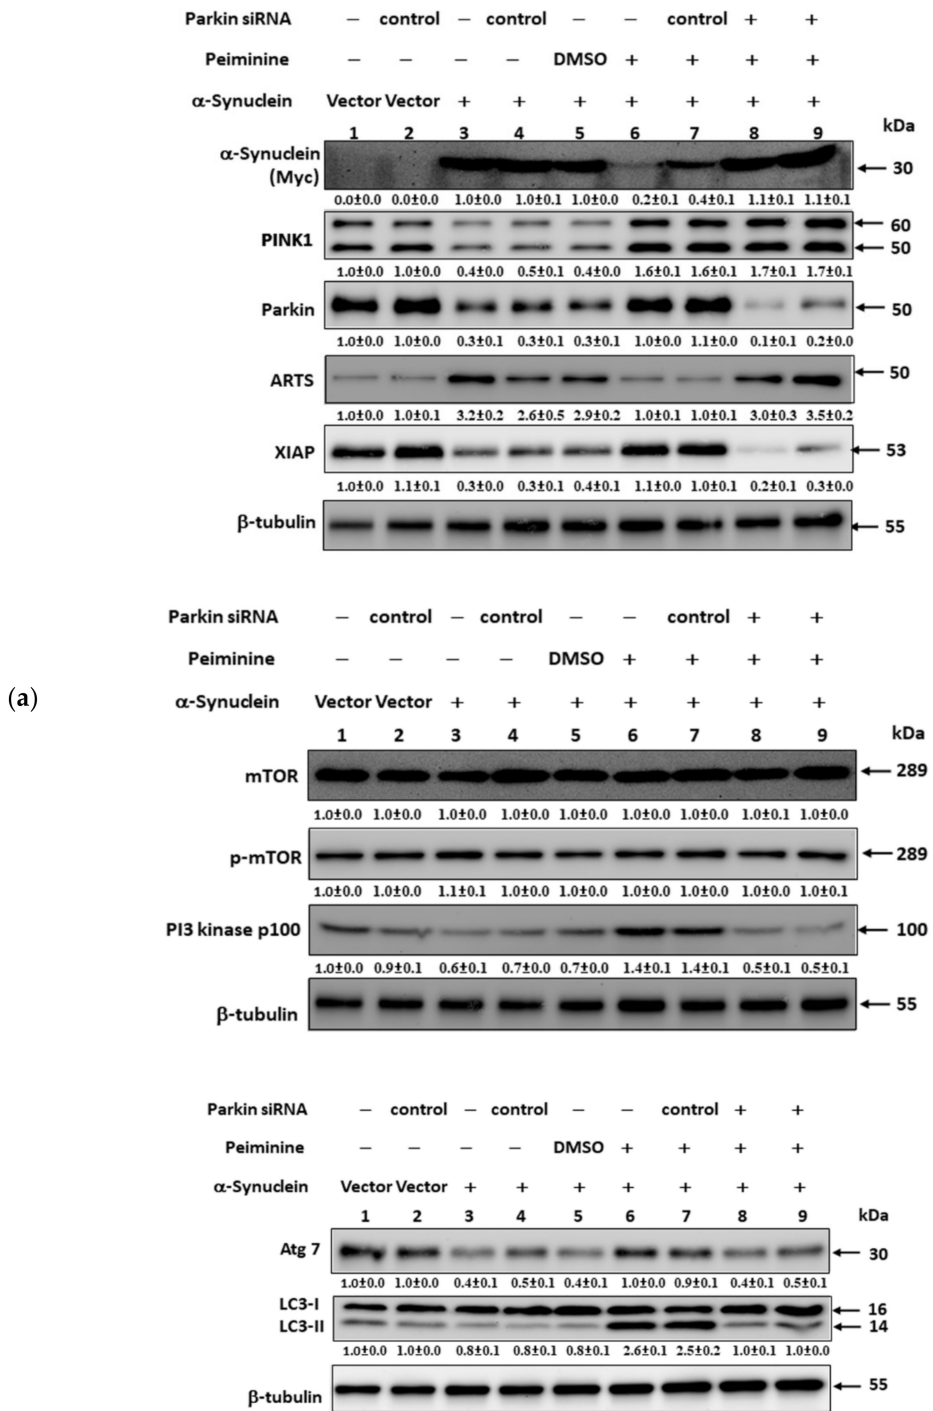 Parkin siRNA − control − control − − control + +
Peiminine − − − − DMSO + + + +
α-Synuclein Vector Vector + + + + + + +
1 2 3 4 5 6 7 8 9 kDa
α-Synuclein
(Myc)
30
0.0±0.0 0.0±0.0 1.0±0.0 1.0±0.1 1.0±0.0 0.2±0.1 0.4±0.1 1.1±0.1 1.1±0.1
60
PINK1
50
1.0±0.0 1.0±0.0 0.4±0.0 0.5±0.1 0.4±0.0 1.6±0.1 1.6±0.1 1.7±0.1 1.7±0.1
Parkin 50
1.0±0.0 1.0±0.0 0.3±0.1 0.3±0.1 0.3±0.1 1.0±0.0 1.1±0.0 0.1±0.1 0.2±0.0
ARTS 50
1.0±0.0 1.0±0.1 3.2±0.2 2.6±0.5 2.9±0.2 1.0±0.1 1.0±0.1 3.0±0.3 3.5±0.2
XIAP 53
1.0±0.0 1.1±0.1 0.3±0.0 0.3±0.1 0.4±0.1 1.1±0.0 1.0±0.1 0.2±0.1 0.3±0.0
β-tubulin 55
Parkin siRNA − control − control − − control + +
Peiminine − − − − DMSO + + + +
(a)
α-Synuclein Vector Vector + + + + + + +
1 2 3 4 5 6 7 8 9 kDa
mTOR 289
1.0±0.0 1.0±0.0 1.0±0.0 1.0±0.0 1.0±0.0 1.0±0.0 1.0±0.0 1.0±0.1 1.0±0.0
p-mTOR 289
1.0±0.0 1.0±0.0 1.1±0.1 1.0±0.0 1.0±0.0 1.0±0.0 1.0±0.0 1.0±0.0 1.0±0.1
PI3 kinase p100 100
1.0±0.0 0.9±0.1 0.6±0.1 0.7±0.0 0.7±0.0 1.4±0.1 1.4±0.1 0.5±0.1 0.5±0.1
β-tubulin 55
Parkin siRNA − control − control − − control + +
Peiminine − − − − DMSO + + + +
α-Synuclein Vector Vector + + + + + + +
1 2 3 4 5 6 7 8 9 kDa
Atg 7 30
1.0±0.0 1.0±0.0 0.4±0.1 0.5±0.1 0.4±0.1 1.0±0.0 0.9±0.1 0.4±0.1 0.5±0.1
LC3-I 16
LC3-II 14
1.0±0.0 1.0±0.0 0.8±0.1 0.8±0.1 0.8±0.1 2.6±0.1 2.5±0.2 1.0±0.1 1.0±0.0
β-tubulin 55